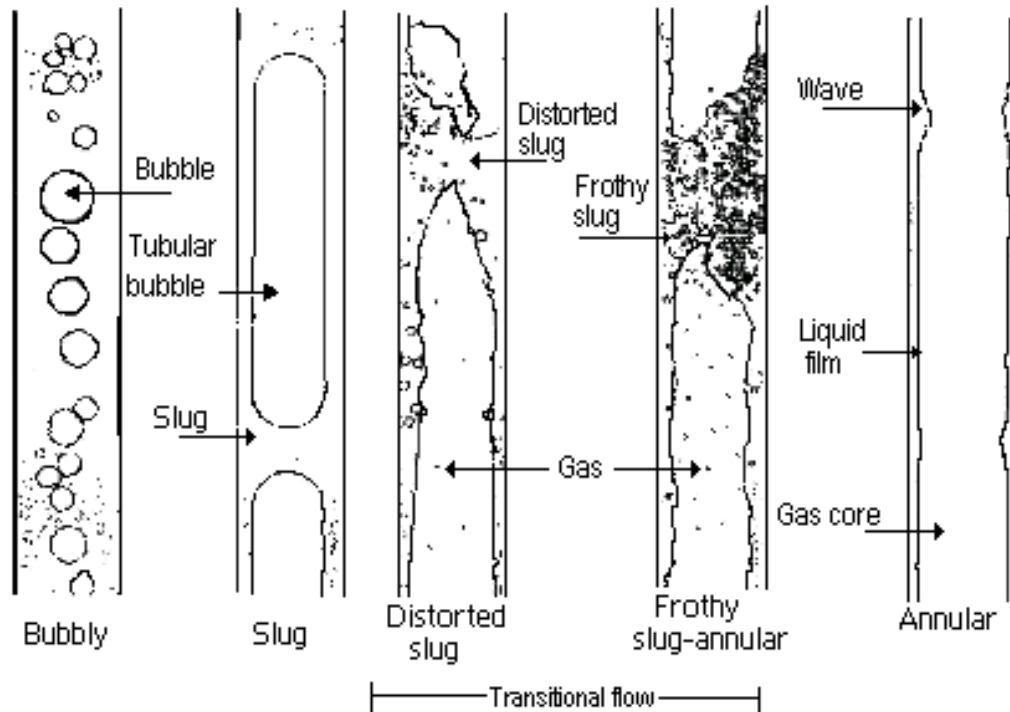 Bubble
Tubular
bubble
Slug
Distorted
slug
Frothy
slug
Gas
Wave
Liquid
film
Gas core
Bubbly
Slug
Distorted
slug
Frothy
slug-annular
Annular
Transitional flow